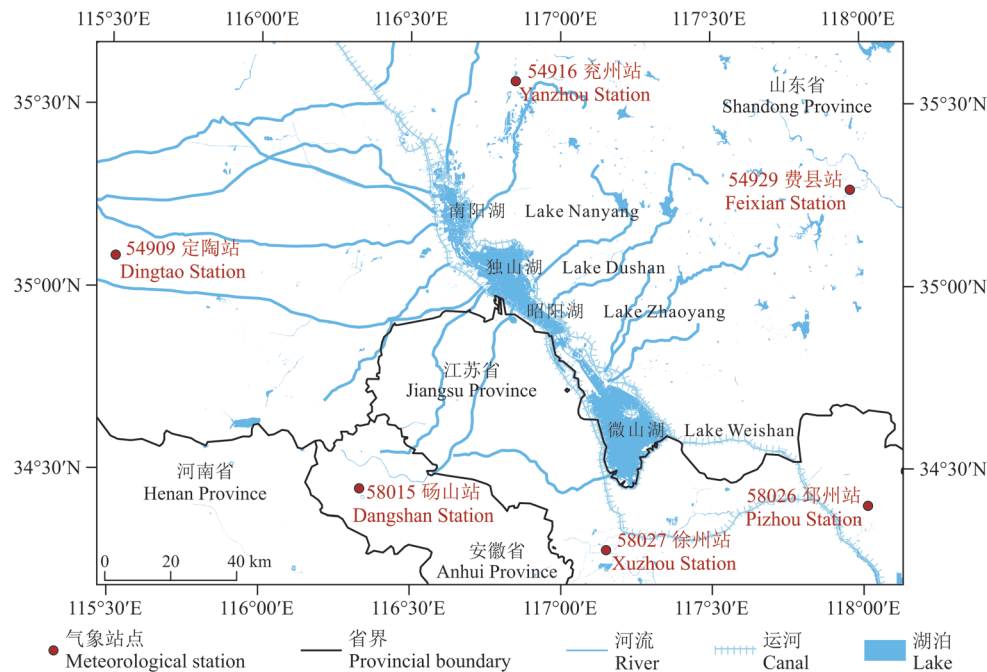 115°30′E 116°00′E 116°30′E 117°00′E 117°30′E 118°00′E
35°30′N
35°00′N
34°30′N
35°30′N
35°00′N
34°30′N
54916 兖州站
Yanzhou Station
山东省
Shandong Province
54929 费县站
Feixian Station
南阳湖 Lake Nanyang
54909 定陶站
Dingtao Station
独山湖 Lake Dushan
昭阳湖 Lake Zhaoyang
江苏省
Jiangsu Province
微山湖 Lake Weishan
河南省
Henan Province
58015 砀山站
Dangshan Station
58026 邳州站
Pizhou Station
58027 徐州站
Xuzhou Station
安徽省
Anhui Province
0 20 40 km
115°30′E 116°00′E 116°30′E 117°00′E 117°30′E 118°00′E
气象站点
Meteorological station
省界
Provincial boundary
河流
River
运河
Canal
湖泊
Lake